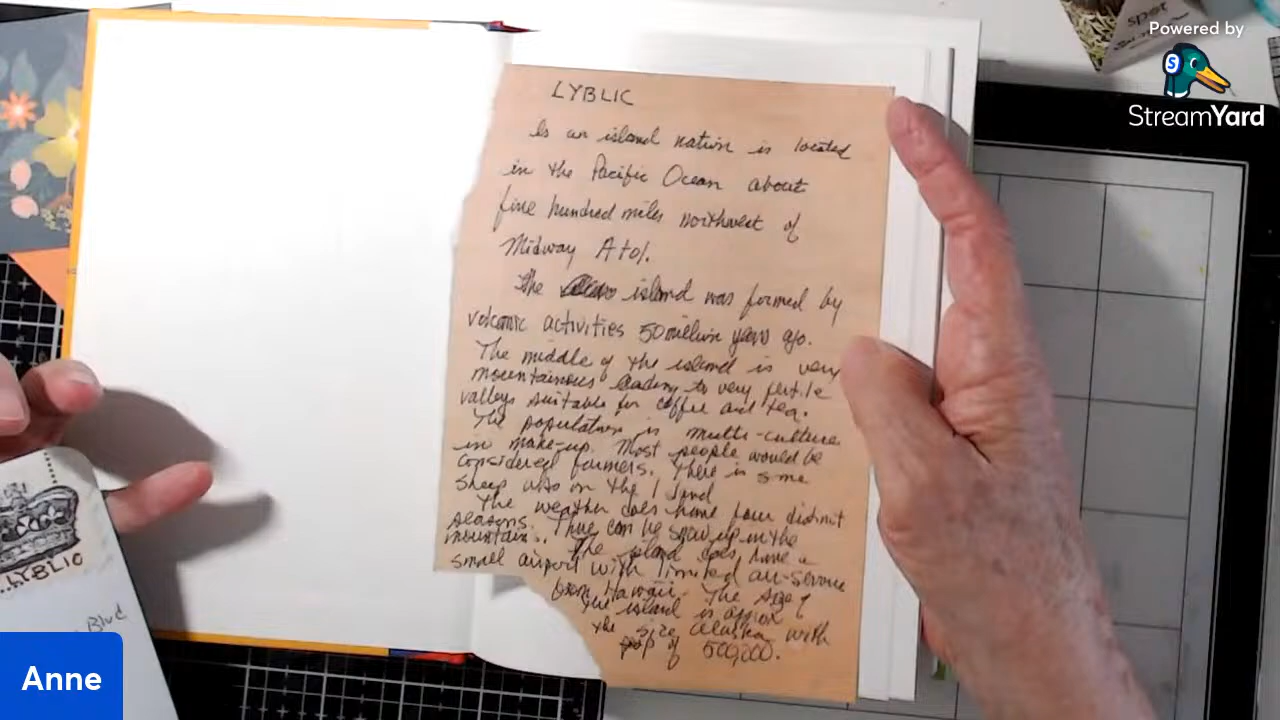 Powered by
StreamYard
spot
LYBLIC
Is an island nation is located
in the Pacific Ocean about
five hundred miles northwest of
Midway Atol.
The island was formed by
volcanic activities 50 million years ago.
The middle of the island is very
mountainous leading to very fertile
valleys suitable for coffee and tea.
The population is multi-culture
in make-up. Most people would be
considered farmers. There is some
sheep also on the Island
The weather does have four distinct
seasons. There can be snow up in the
mountains. The island does have a
small airport with limited air-service
from Hawaii. The size of
the island is approx
the size Alaska with
pop of 500,000.
LYBLIC
Blvd
Anne